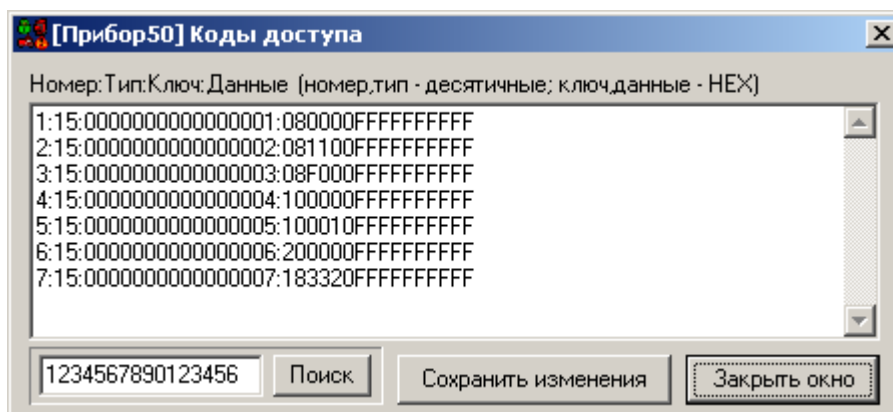 [Прибор50] Коды доступа
Номер:Тип:Ключ:Данные (номер,тип - десятичные; ключ,данные - HEX)
1:15:0000000000000001:080000FFFFFFFFFF
2:15:0000000000000002:081100FFFFFFFFFF
3:15:0000000000000003:08F000FFFFFFFFFF
4:15:0000000000000004:100000FFFFFFFFFF
5:15:0000000000000005:100010FFFFFFFFFF
6:15:0000000000000006:200000FFFFFFFFFF
7:15:0000000000000007:183320FFFFFFFFFF
1234567890123456 Поиск Сохранить изменения Закрыть окно